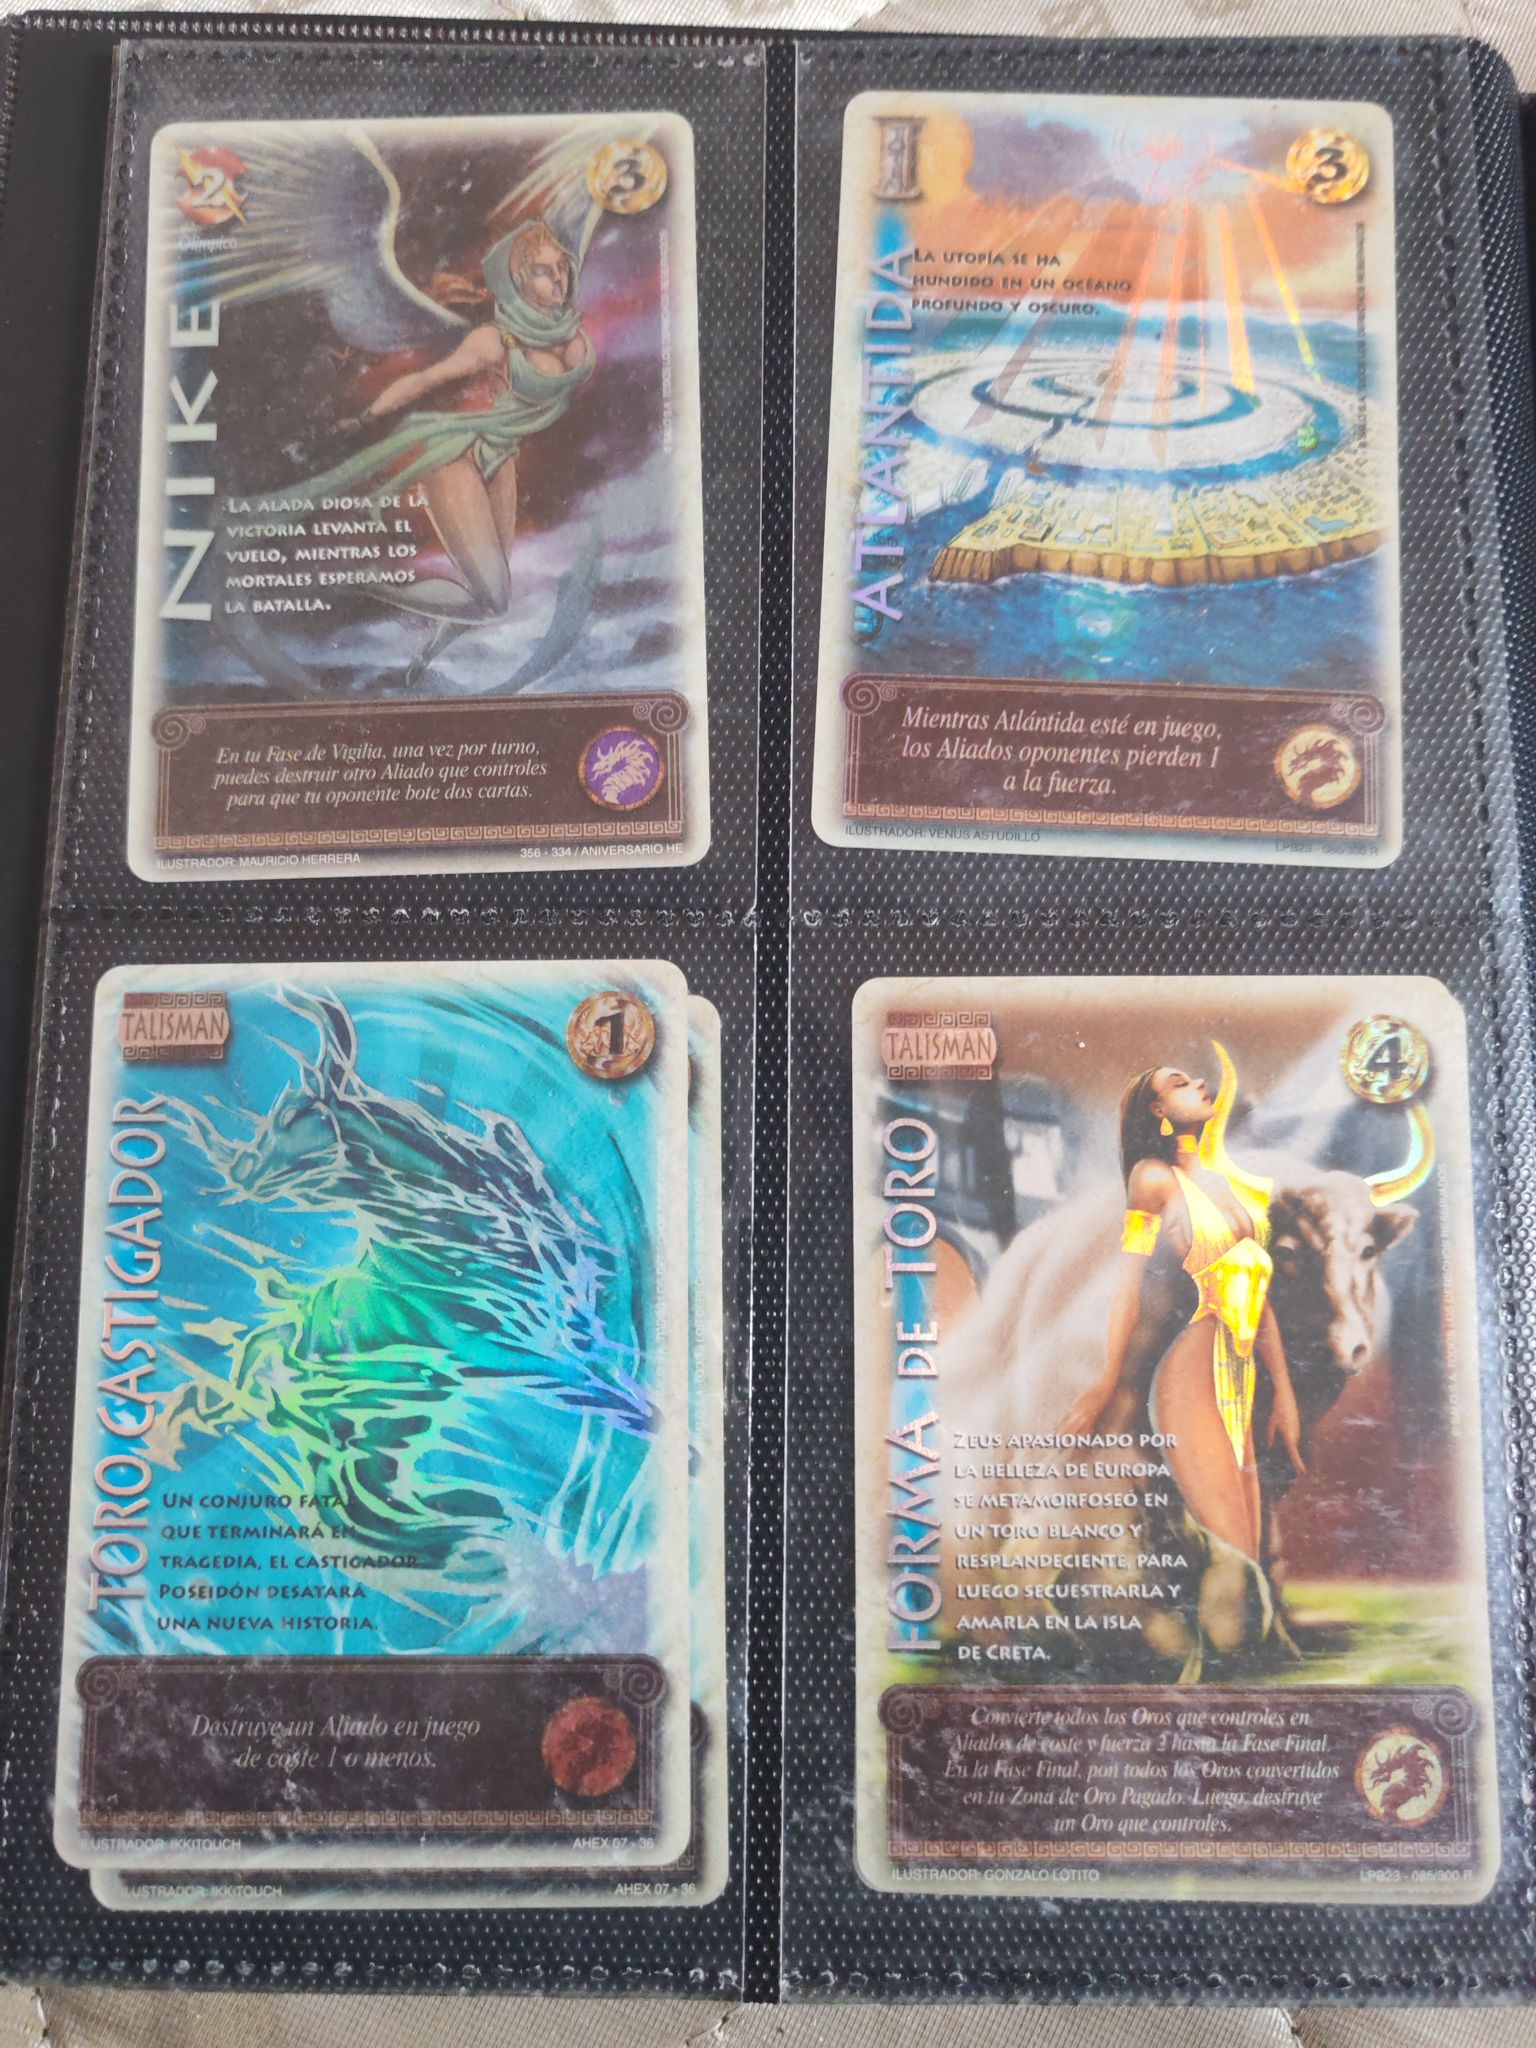 2
3
Olímpico
NIKE
LA ALADA DIOSA DE LA
VICTORIA LEVANTA EL
VUELO, MIENTRAS LOS
MORTALES ESPERAMOS
LA BATALLA.
En tu Fase de Vigilia, una vez por turno,
puedes destruir otro Aliado que controles
para que tu oponente bote dos cartas.
ILUSTRADOR: MAURICIO HERRERA
356 - 334 / ANIVERSARIO HE
3
ATLANTIDA
LA UTOPÍA SE HA
HUNDIDO EN UN OCÉANO
PROFUNDO Y OSCURO.
Mientras Atlántida esté en juego,
los Aliados oponentes pierden 1
a la fuerza.
ILUSTRADOR: VENUS ASTUDILLO
TALISMAN
1
TORO CASTIGADOR
UN CONJURO FATAL
QUE TERMINARÁ EN
TRAGEDIA, EL CASTIGADOR
POSEIDÓN DESATARÁ
UNA NUEVA HISTORIA.
Destruye un Aliado en juego
de coste 1 o menos.
ILUSTRADOR: IKKITOUCH
AHEX 07 - 36
ILUSTRADOR: IKKITOUCH
AHEX 07 - 36
TALISMAN
4
FORMA DE TORO
ZEUS APASIONADO POR
LA BELLEZA DE EUROPA
SE METAMORFOSEÓ EN
UN TORO BLANCO Y
RESPLANDECIENTE, PARA
LUEGO SECUESTRARLA Y
AMARLA EN LA ISLA
DE CRETA.
Convierte todos los Oros que controles en
Aliados de coste y fuerza 2 hasta la Fase Final.
En la Fase Final, pon todos los Oros convertidos
en tu Zona de Oro Pagado. Luego, destruye
un Oro que controles.
ILUSTRADOR: GONZALO LOTITO
LPB23 - 085/300 R